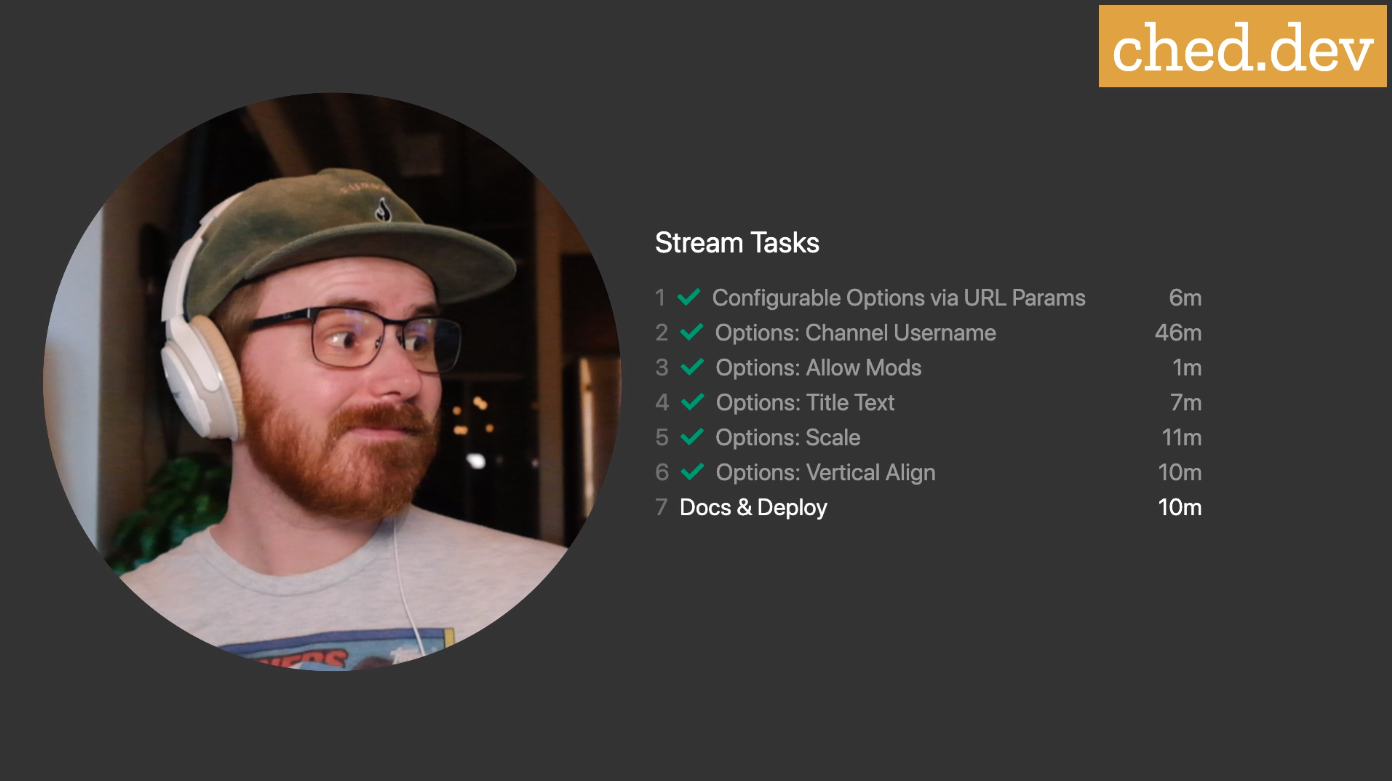 ched.dev
Stream Tasks
1 ✓ Configurable Options via URL Params 6m
2 ✓ Options: Channel Username 46m
3 ✓ Options: Allow Mods 1m
4 ✓ Options: Title Text 7m
5 ✓ Options: Scale 11m
6 ✓ Options: Vertical Align 10m
7 Docs & Deploy 10m